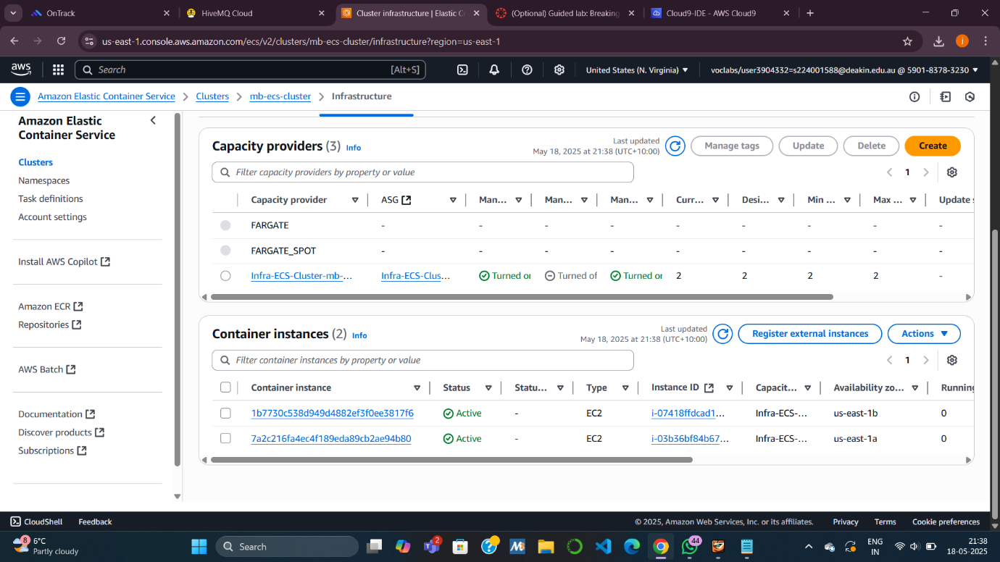 OnTrack
HiveMQ Cloud
Cluster infrastructure | Elastic C
(Optional) Guided lab: Breaking
Cloud9-IDE - AWS Cloud9
us-east-1.console.aws.amazon.com/ecs/v2/clusters/mb-ecs-cluster/infrastructure?region=us-east-1
j
aws
Search
[Alt+S]
United States (N. Virginia)
voclabs/user3904332=s224001588@deakin.edu.au @ 5901-8378-3230
Amazon Elastic Container Service
Clusters
mb-ecs-cluster
Infrastructure
Amazon Elastic
Container Service
Clusters
Namespaces
Task definitions
Account settings
Install AWS Copilot
Amazon ECR
Repositories
AWS Batch
Documentation
Discover products
Subscriptions
Capacity providers (3) Info
Last updated
May 18, 2025 at 21:38 (UTC+10:00)
Manage tags
Update
Delete
Create
Filter capacity providers by property or value
1
Capacity provider ASG Man... Man... Man... Curr... Desi... Min ... Max ... Update s
FARGATE - - - - - - - - -
FARGATE_SPOT - - - - - - - - -
Infra-ECS-Cluster-mb-... Infra-ECS-Clus... Turned on Turned of Turned on 2 2 2 2 -
Container instances (2) Info
Last updated
May 18, 2025 at 21:38 (UTC+10:00)
Register external instances
Actions
Filter container instances by property or value
1
Container instance Status Statu... Type Instance ID Capacit... Availability zo... Running
1b7730c538d949d4882ef3f0ee3817f6 Active - EC2 i-07418ffdcad1... Infra-ECS-... us-east-1b 0
7a2c216fa4ec4f189eda89cb2ae94b80 Active - EC2 i-03b36bf84b67... Infra-ECS-... us-east-1a 0
CloudShell
Feedback
© 2025, Amazon Web Services, Inc. or its affiliates.
Privacy
Terms
Cookie preferences
8
6°C
Partly cloudy
Search
2
44
ENG
IN
21:38
18-05-2025